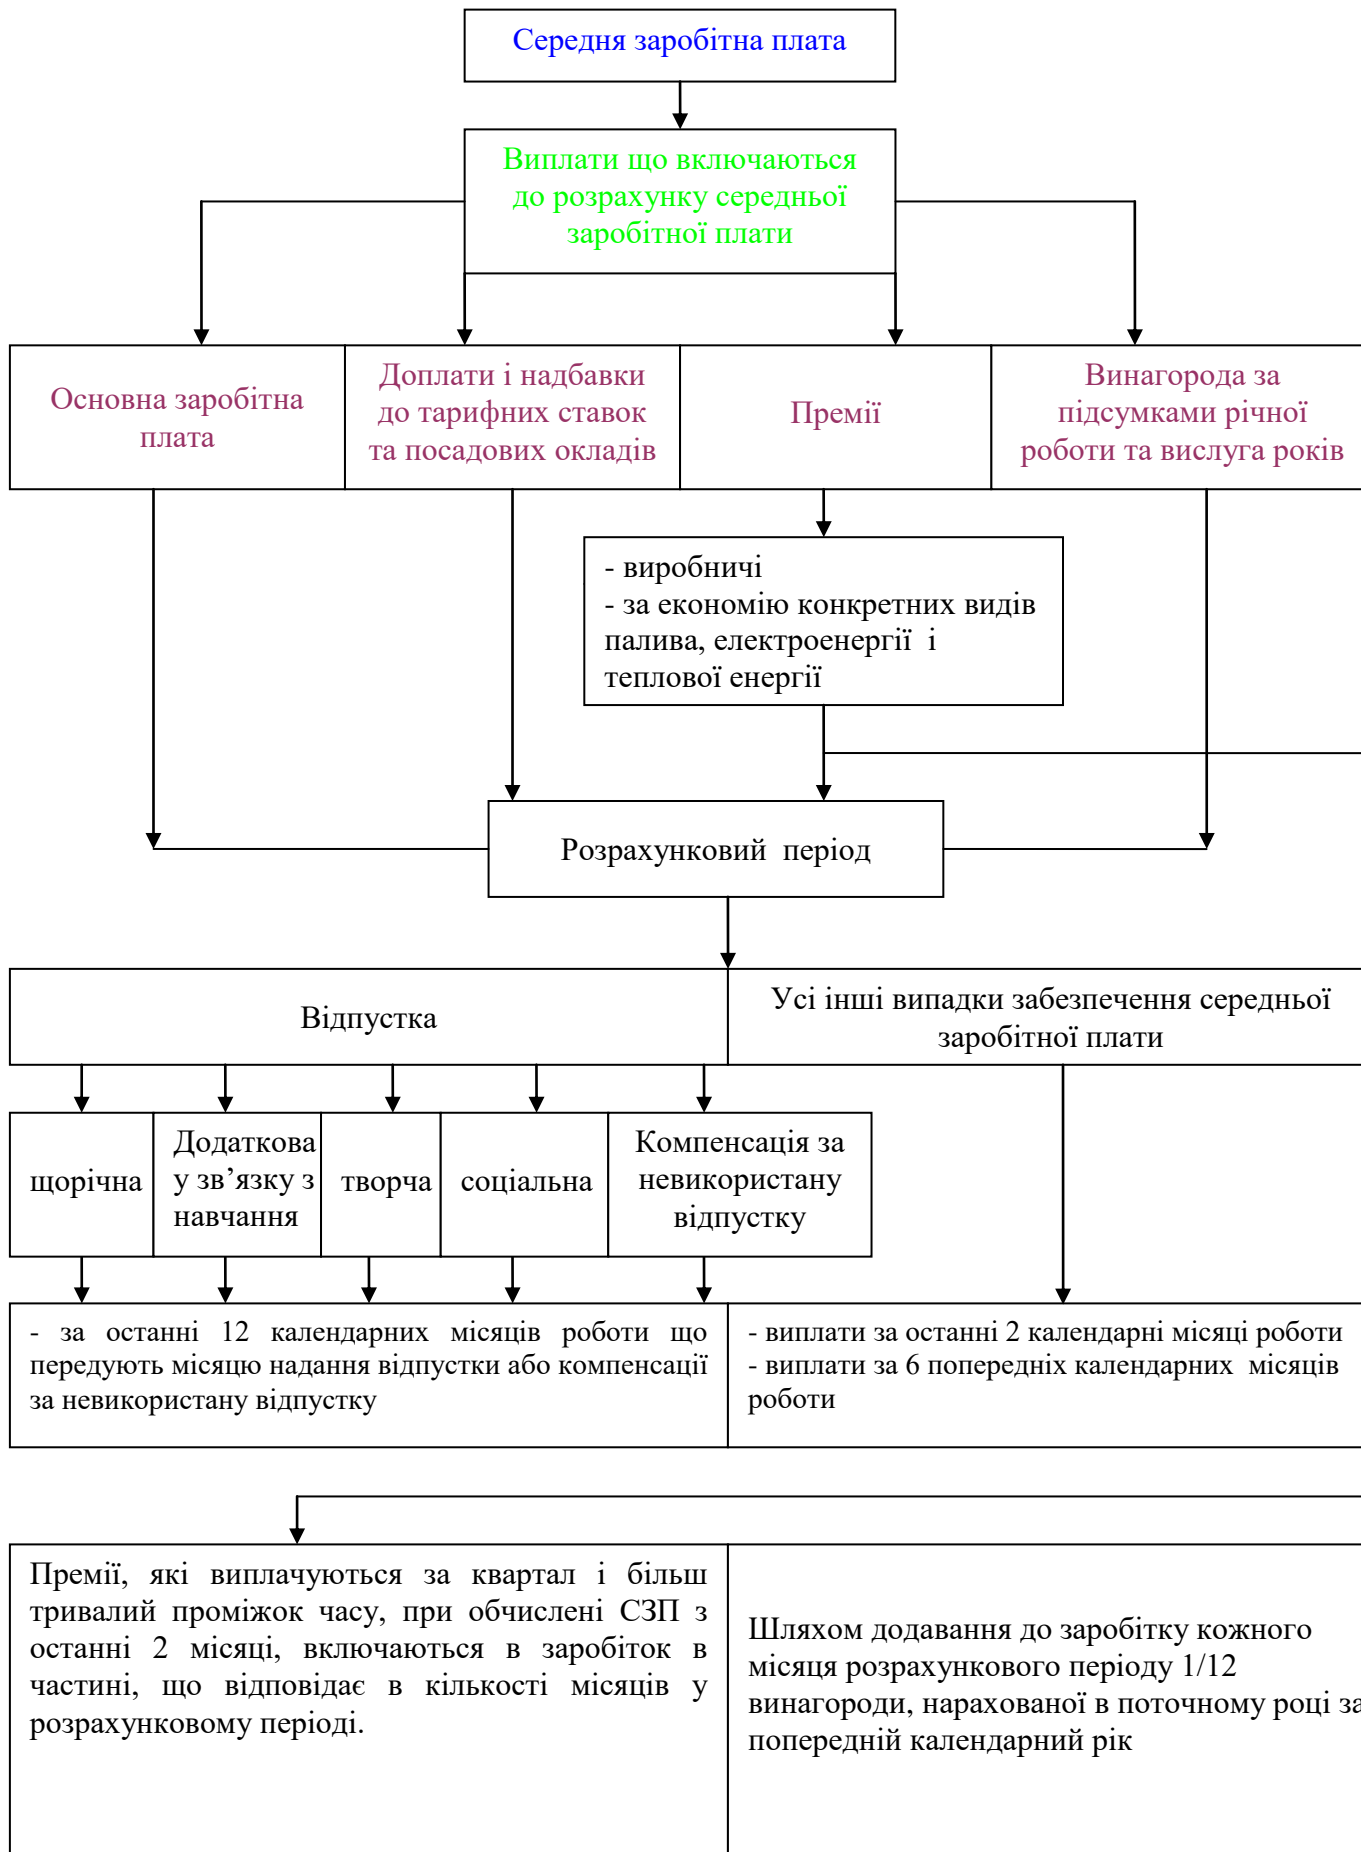 Середня заробітна плата
Виплати що включаються
до розрахунку середньої
заробітної плати
Основна заробітна
плата
Доплати і надбавки
до тарифних ставок
та посадових окладів
Премії
Винагорода за
підсумками річної
роботи та вислуга років
- виробничі
- за економію конкретних видів
палива, електроенергії і
теплової енергії
Розрахунковий період
Відпустка
Усі інші випадки забезпечення середньої
заробітної плати
щорічна
Додаткова
у зв’язку з
навчання
творча
соціальна
Компенсація за
невикористану
відпустку
- за останні 12 календарних місяців роботи що
передують місяцю надання відпустки або компенсації
за невикористану відпустку
- виплати за останні 2 календарні місяці роботи
- виплати за 6 попередніх календарних місяців
роботи
Премії, які виплачуються за квартал і більш
тривалий проміжок часу, при обчислені СЗП з
останні 2 місяці, включаються в заробіток в
частині, що відповідає в кількості місяців у
розрахунковому періоді.
Шляхом додавання до заробітку кожного
місяця розрахункового періоду 1/12
винагороди, нарахованої в поточному році за
попередній календарний рік